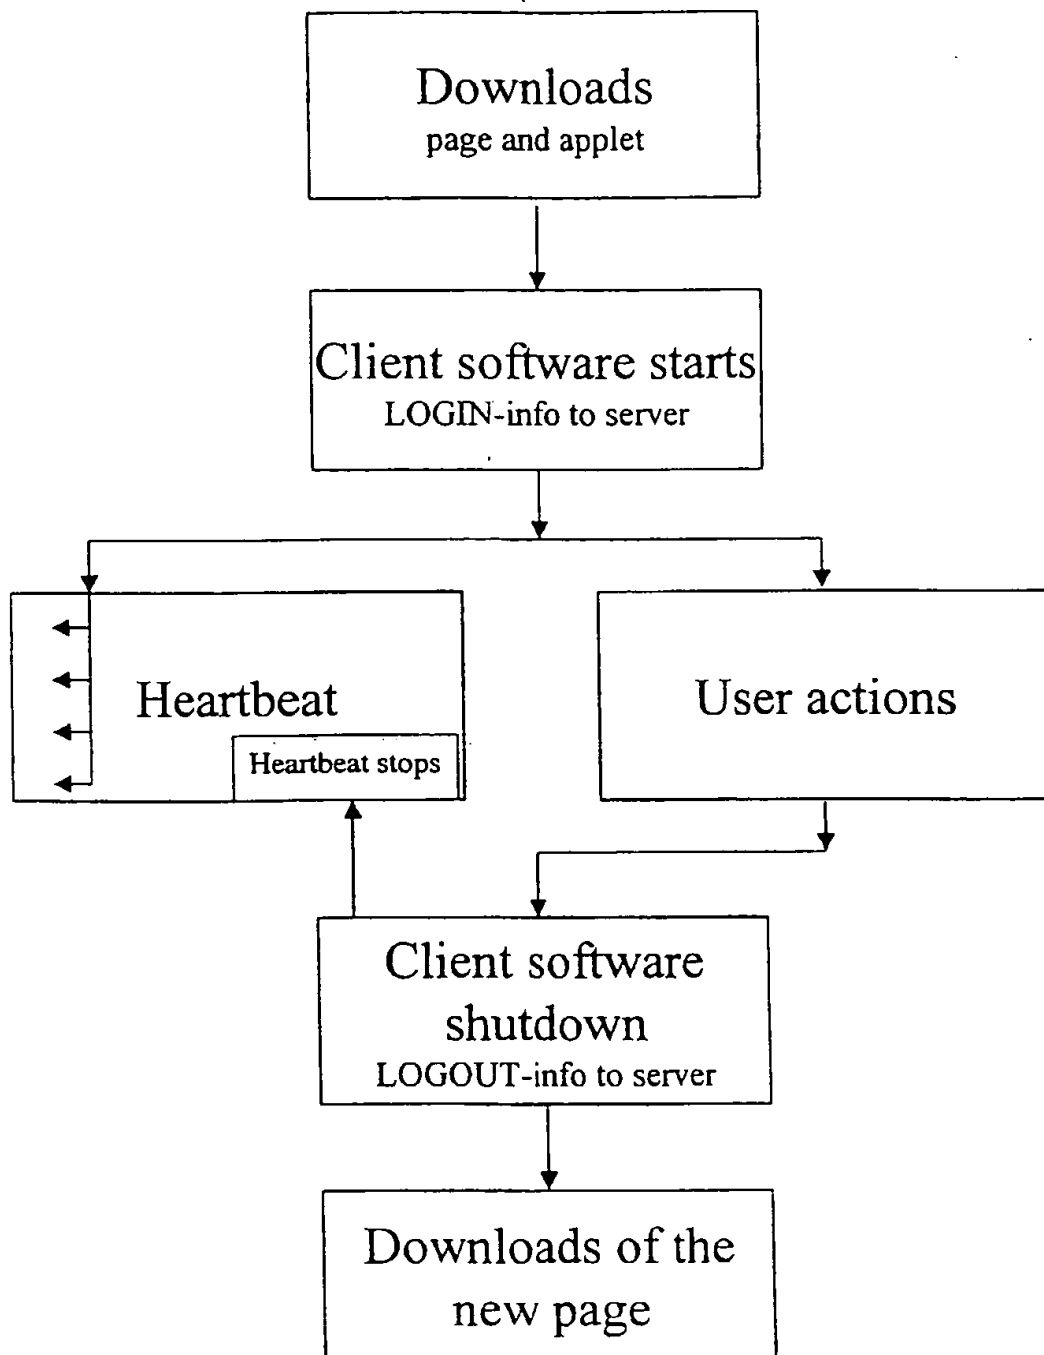 Downloads
page and applet
Client software starts
LOGIN-info to server
Heartbeat
Heartbeat stops
User actions
Client software
shutdown
LOGOUT-info to server
Downloads of the
new page